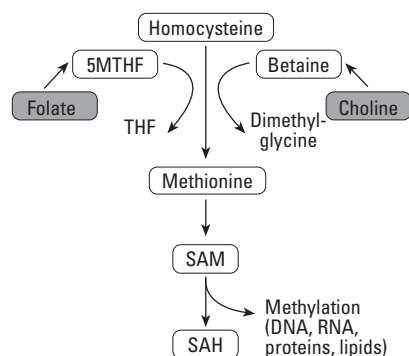 Homocysteine
5MTHF
Betaine
Folate
Choline
THF
Dimethyl-
glycine
Methionine
SAM
Methylation
(DNA, RNA,
proteins, lipids)
SAH